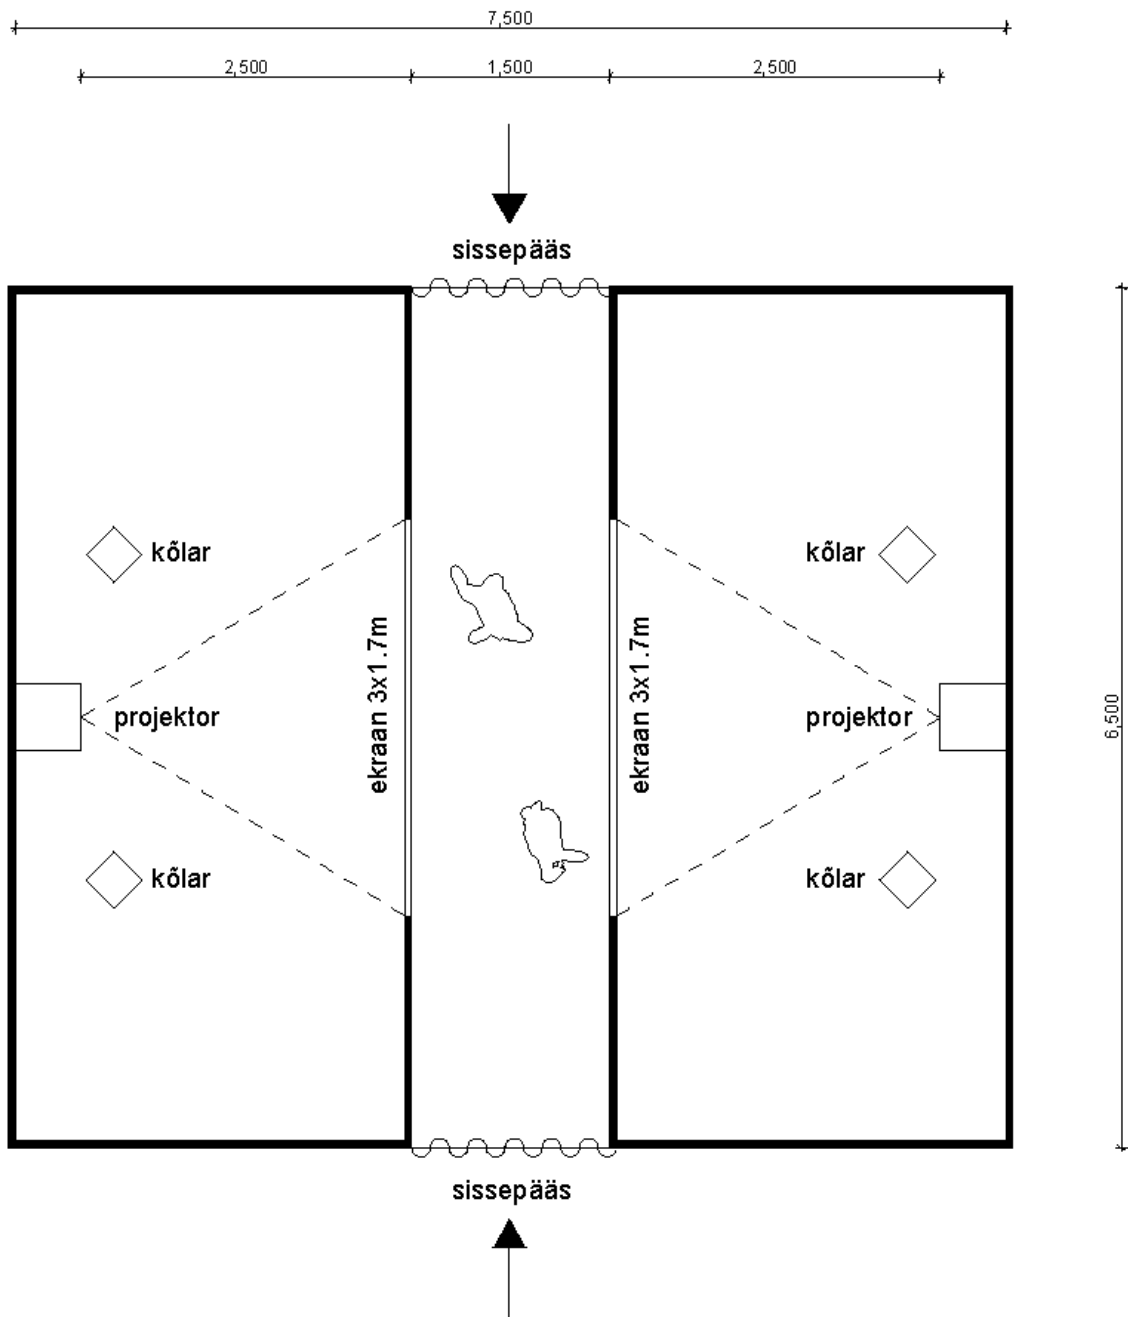 7,500
2,500
1,500
2,500
sissepääs
kõlar
kõlar
ekraan 3x1.7m
ekraan 3x1.7m
projektor
projektor
6,500
kõlar
kõlar
sissepääs